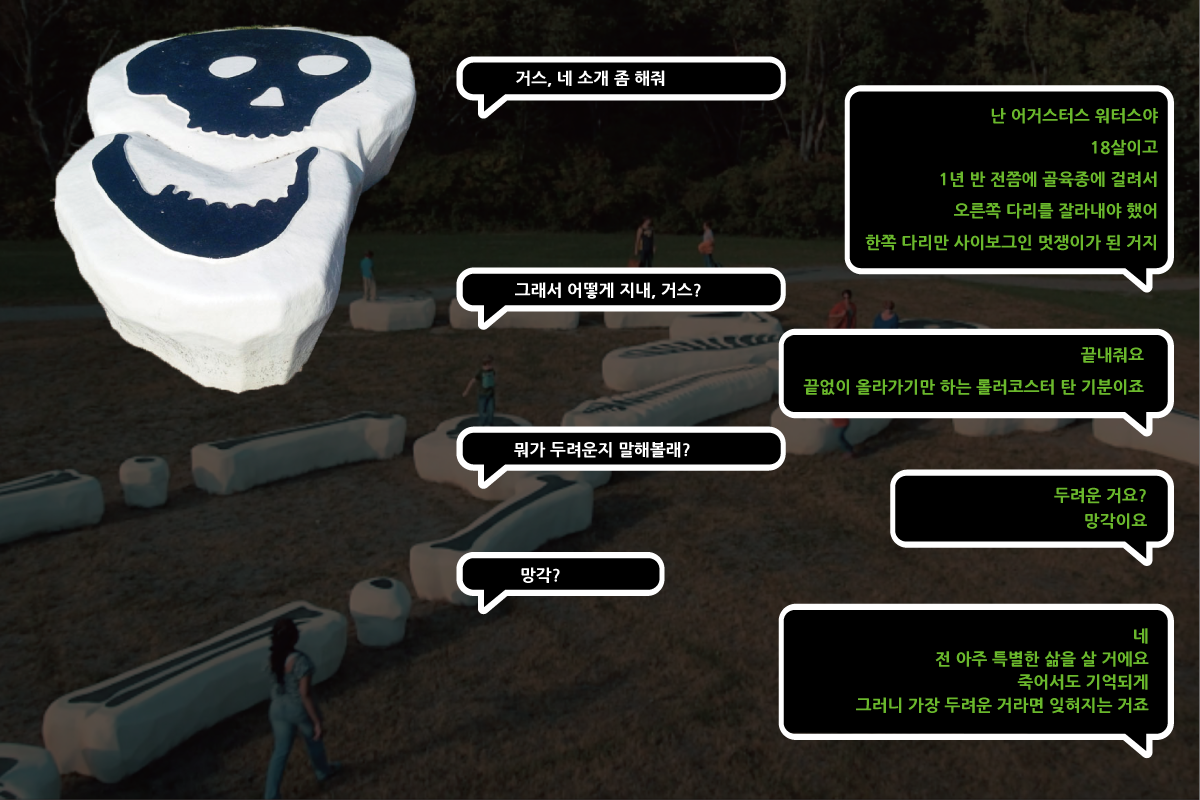 거스, 네 소개 좀 해줘
난 어거스터스 워터스야
18살이고
1년 반 전쯤에 골육종에 걸려서
오른쪽 다리를 잘라내야 했어
한쪽 다리만 사이보그인 멋쟁이가 된 거지
그래서 어떻게 지내, 거스?
끝내줘요
끝없이 올라가기만 하는 롤러코스터 탄 기분이죠
뭐가 두려운지 말해볼래?
두려운 거요?
망각이요
망각?
네
전 아주 특별한 삶을 살 거에요
죽어서도 기억되게
그러니 가장 두려운 거라면 잊혀지는 거죠